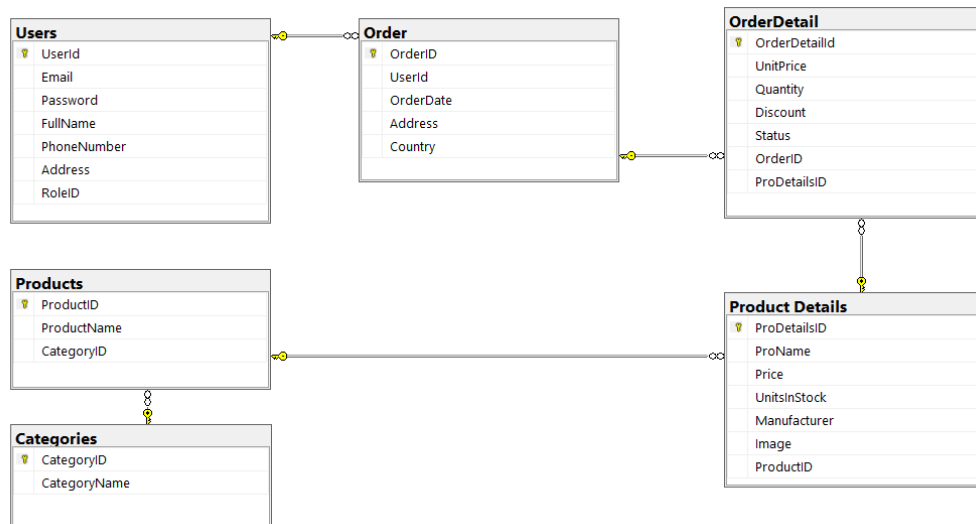 Users
UserId
Email
Password
FullName
PhoneNumber
Address
RoleID
Order
OrderID
UserId
OrderDate
Address
Country
OrderDetail
OrderDetailId
UnitPrice
Quantity
Discount
Status
OrderID
ProDetailsID
Products
ProductID
ProductName
CategoryID
Product Details
ProDetailsID
ProName
Price
UnitsInStock
Manufacturer
Image
ProductID
Categories
CategoryID
CategoryName